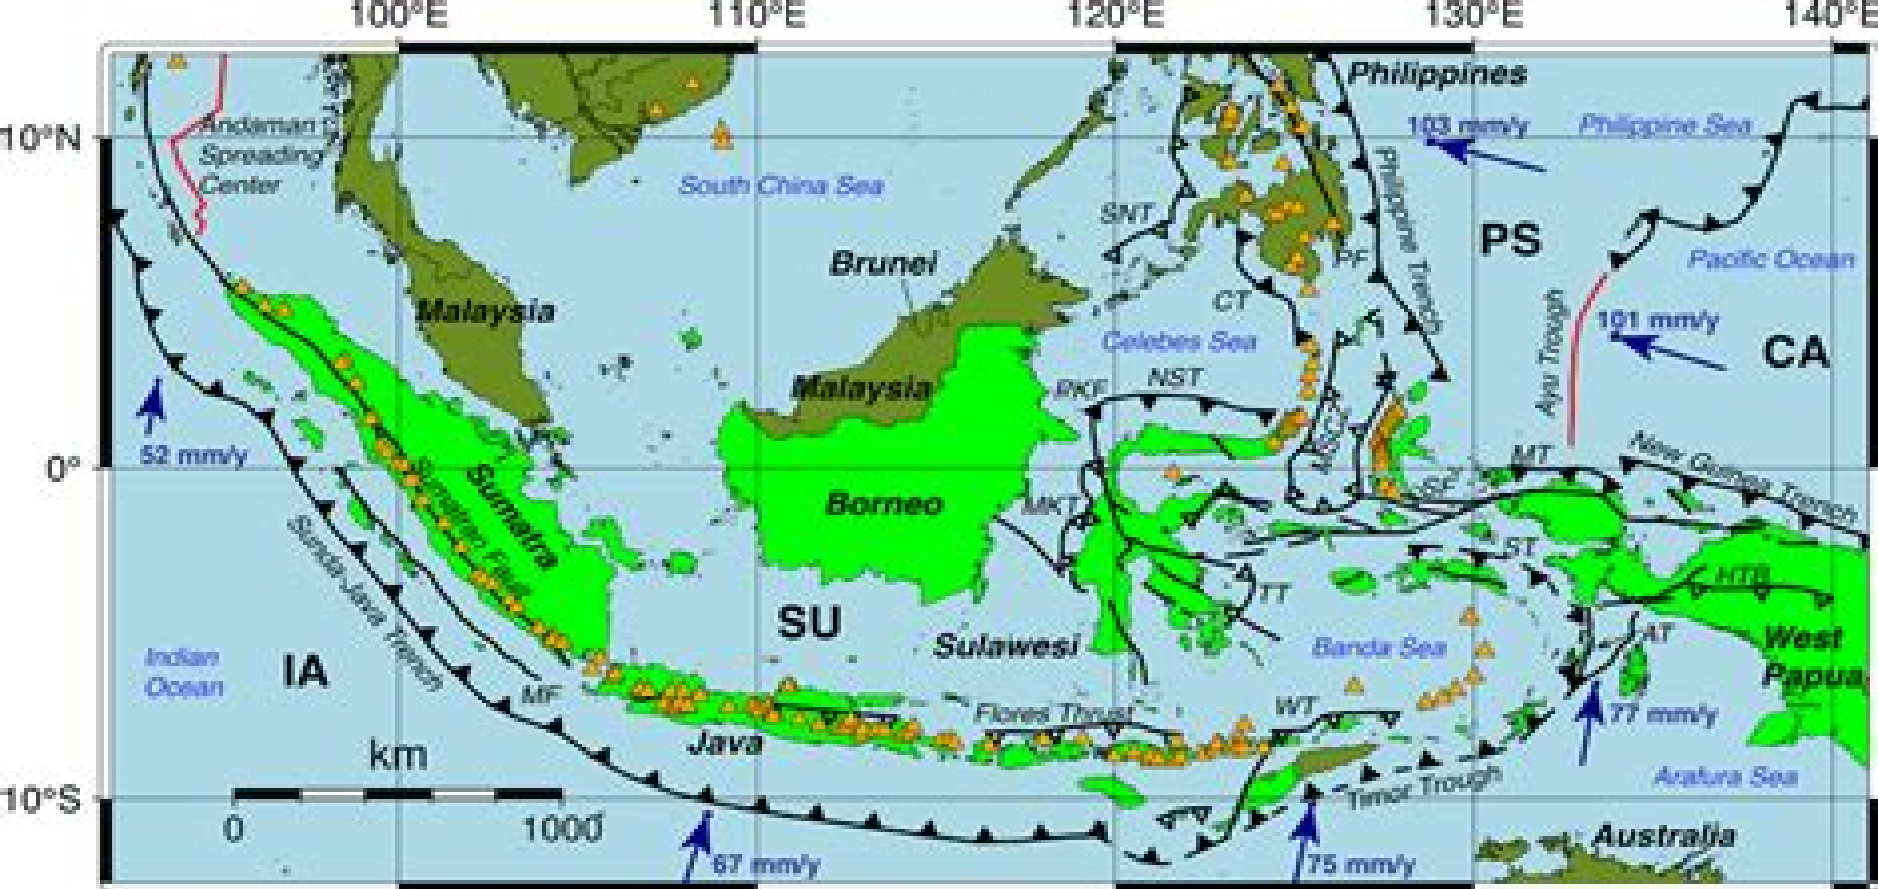 100°E 110°E 120°E 130°E 140°E
Philippines
10°N
Andaman
Spreading
Center
103 mm/y
Philippine Sea
South China Sea
Philippine Trench
SNT
PS
Brunei
PF
Pacific Ocean
Malaysia
CT
Ayu Trough
101 mm/y
Celebes Sea
CA
Malaysia
PKF
NST
52 mm/y
0°
Sumatra
Sumatran Fault
MSCZ
MT
New Guinea Trench
SF
Borneo
MKT
Sunda-Java Trench
ST
HTB
TT
SU
Sulawesi
Banda Sea
AT
West
Papua
Indian
Ocean
IA
MF
Flores Thrust
WT
77 mm/y
Java
km
Arafura Sea
10°S
Timor Trough
0 1000
Australia
67 mm/y
75 mm/y